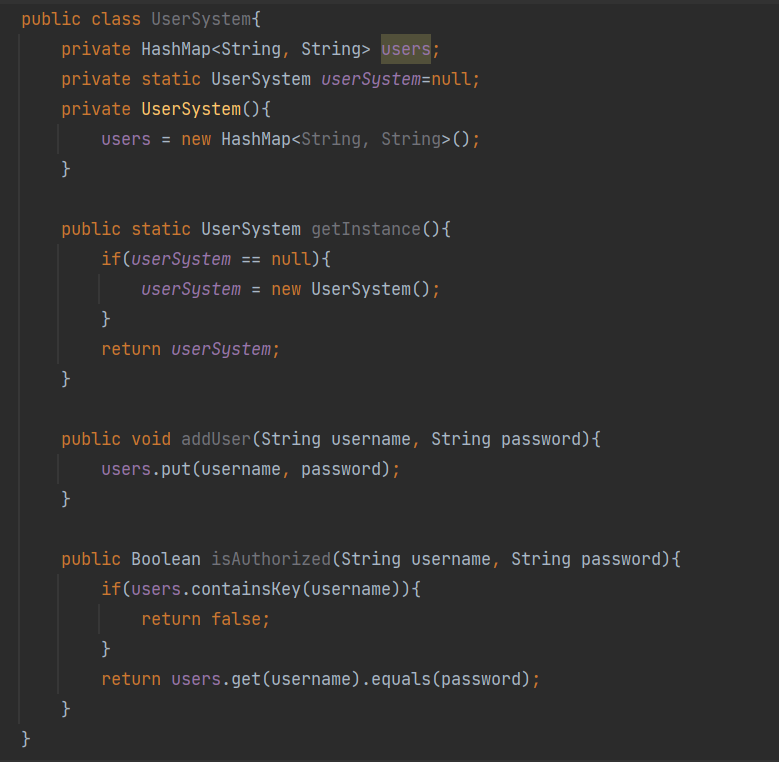 public class UserSystem{
    private HashMap<String, String> users;
    private static UserSystem userSystem=null;
    private UserSystem(){
        users = new HashMap<String, String>();
    }

    public static UserSystem getInstance(){
        if(userSystem == null){
            userSystem = new UserSystem();
        }
        return userSystem;
    }

    public void addUser(String username, String password){
        users.put(username, password);
    }

    public Boolean isAuthorized(String username, String password){
        if(users.containsKey(username)){
            return false;
        }
        return users.get(username).equals(password);
    }
}